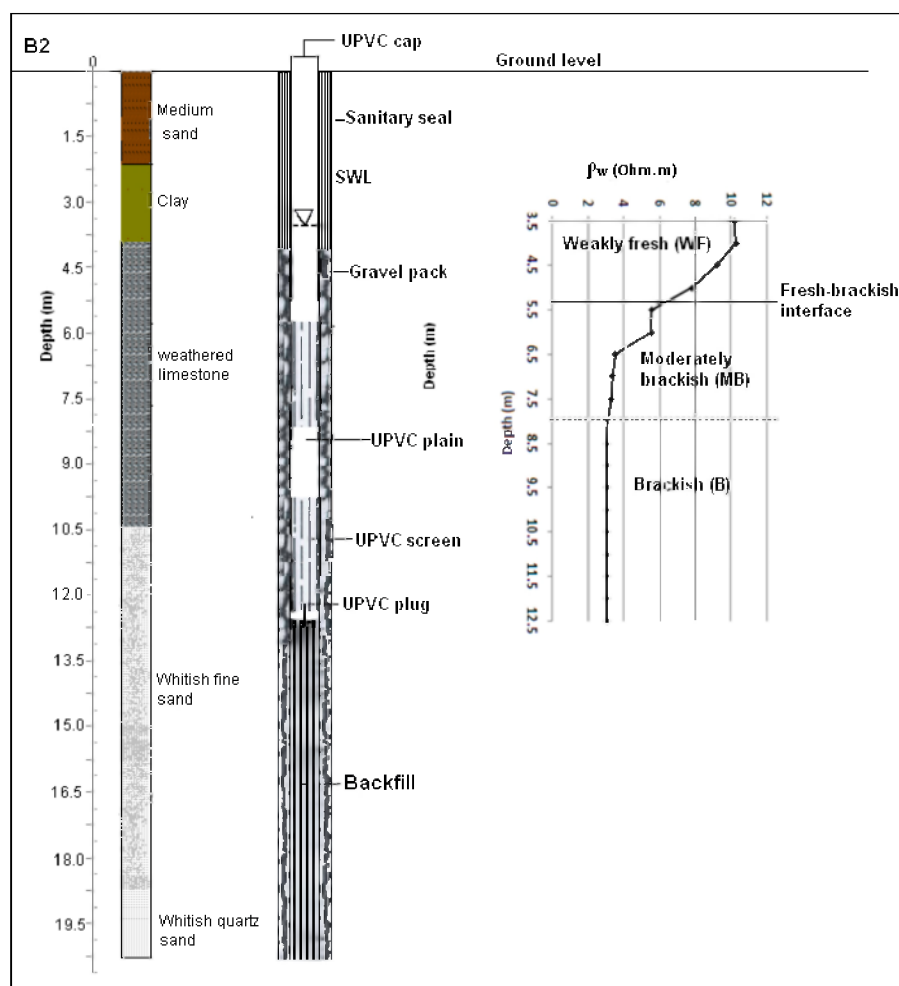 B2
UPVC cap
Ground level
0
1.5
3.0
4.5
6.0
7.5
9.0
10.5
12.0
13.5
15.0
16.5
18.0
19.5
Depth (m)
Medium
sand
Clay
weathered
limestone
Whitish fine
sand
Whitish quartz
sand
Sanitary seal
SWL
Gravel pack
Depth (m)
UPVC plain
UPVC screen
UPVC plug
Backfill
ρw (Ohm.m)
0
2
4
6
8
10
12
3.5
4.5
5.5
6.5
7.5
8.5
9.5
10.5
11.5
12.5
Depth (m)
Weakly fresh (WF)
Fresh-brackish
interface
Moderately
brackish (MB)
Brackish (B)